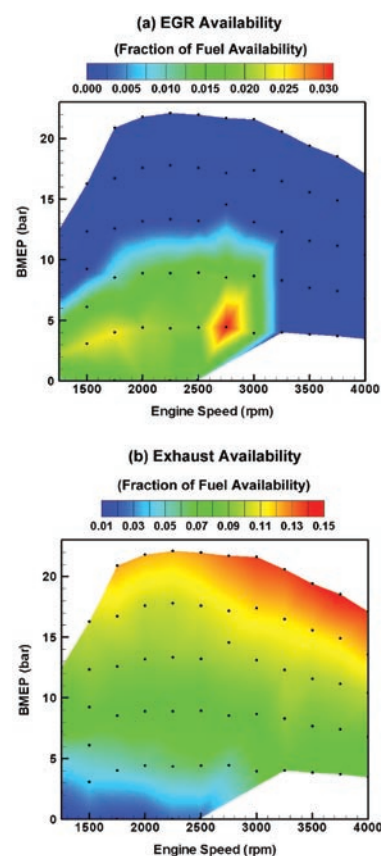 (a) EGR Availability
(Fraction of Fuel Availability)
0.000 0.005 0.010 0.015 0.020 0.025 0.030
20
15
10
5
0
BMEP (bar)
1500 2000 2500 3000 3500 4000
Engine Speed (rpm)
(b) Exhaust Availability
(Fraction of Fuel Availability)
0.01 0.03 0.05 0.07 0.09 0.11 0.13 0.15
20
15
10
5
0
BMEP (bar)
1500 2000 2500 3000 3500 4000
Engine Speed (rpm)